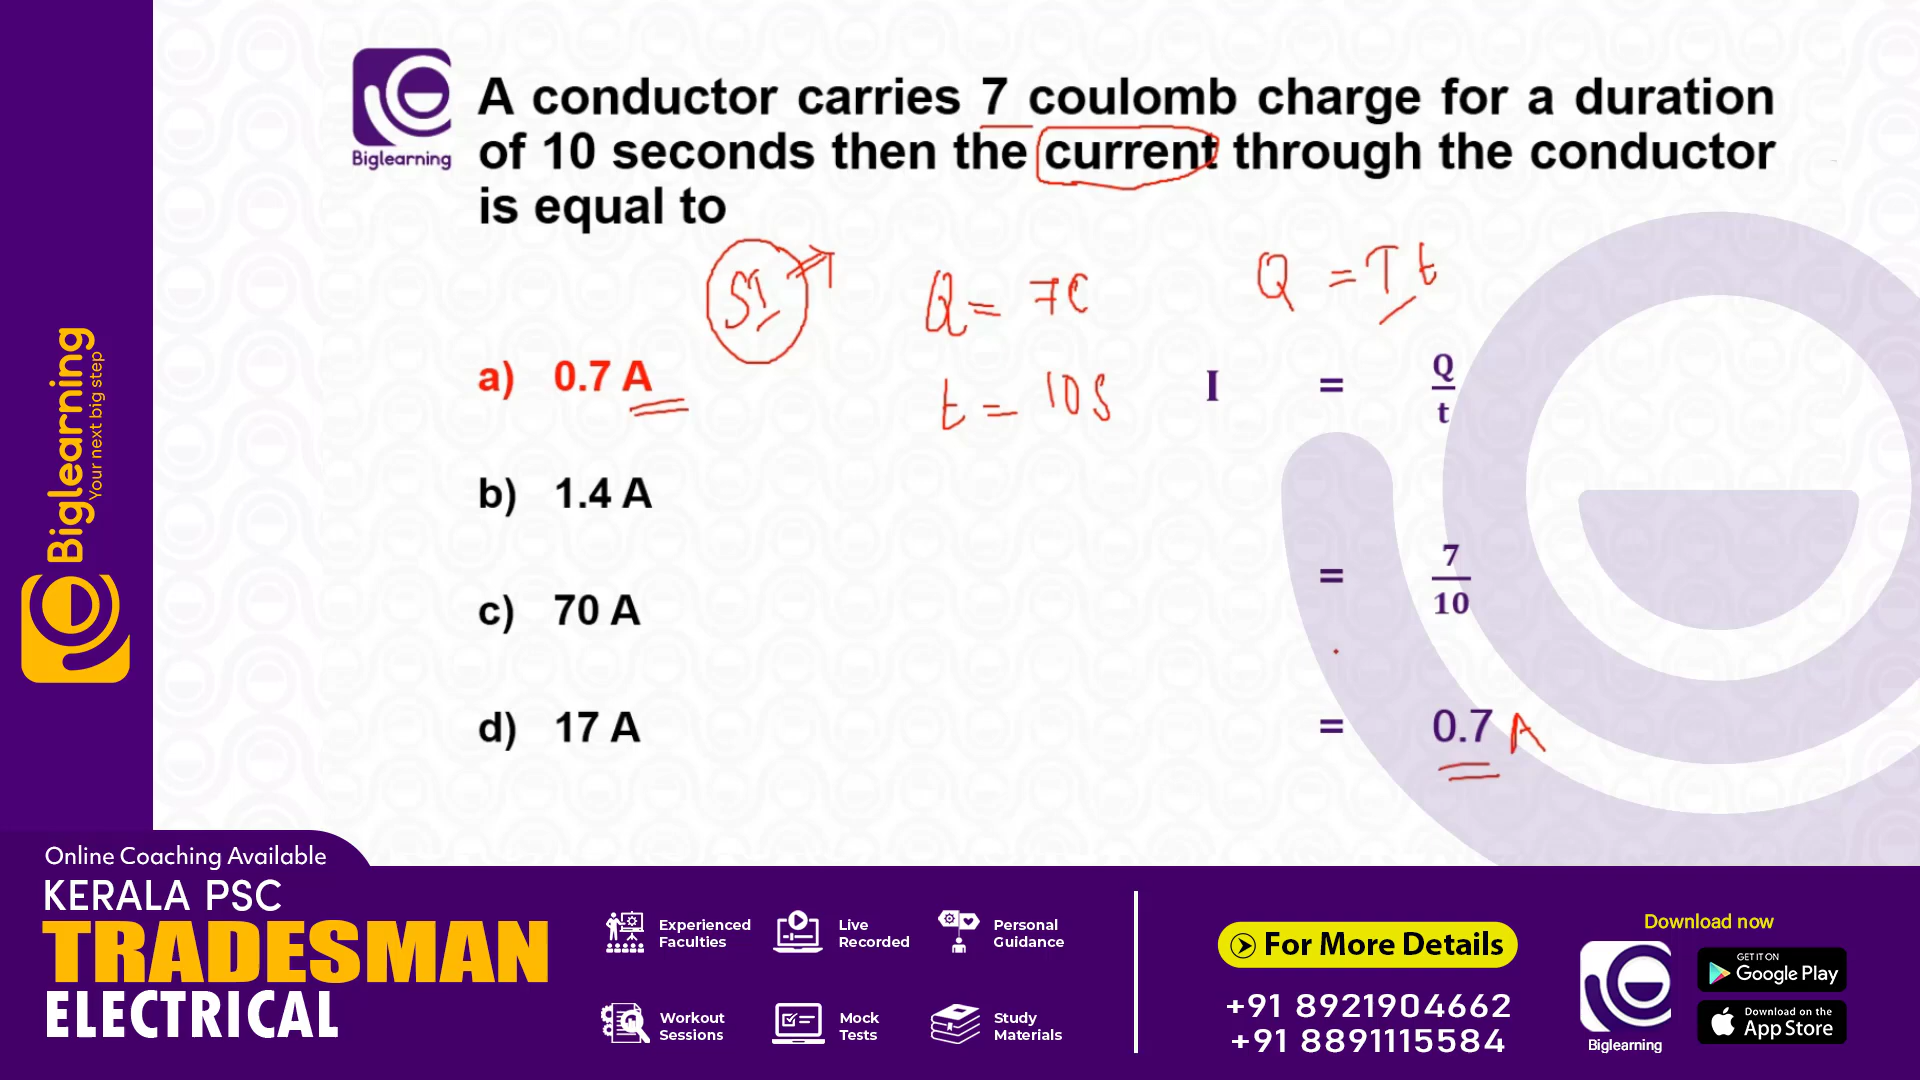 Biglearning
A conductor carries 7 coulomb charge for a duration
of 10 seconds then the current through the conductor
is equal to
SI
Q = 7C
Q = I t
a) 0.7 A
t = 10 S
I = Q/t
b) 1.4 A
= 7/10
c) 70 A
d) 17 A
= 0.7 A
Biglearning
Your next big step
Online Coaching Available
KERALA PSC
TRADESMAN
ELECTRICAL
Experienced
Faculties
Live
Recorded
Personal
Guidance
Workout
Sessions
Mock
Tests
Study
Materials
For More Details
+91 8921904662
+91 8891115584
Download now
Biglearning
GET IT ON
Google Play
Download on the
App Store